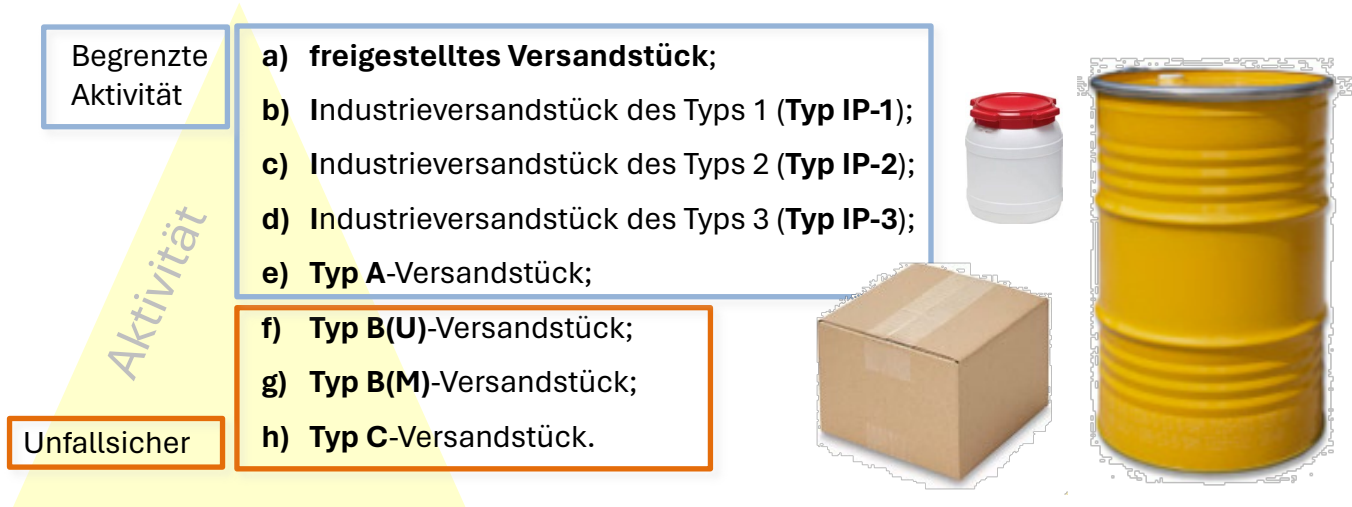 Begrenzte
Aktivität
a) freigestelltes Versandstück;
b) Industrieversandstück des Typs 1 (Typ IP-1);
c) Industrieversandstück des Typs 2 (Typ IP-2);
d) Industrieversandstück des Typs 3 (Typ IP-3);
e) Typ A-Versandstück;
f) Typ B(U)-Versandstück;
g) Typ B(M)-Versandstück;
h) Typ C-Versandstück.
Aktivität
Unfallsicher